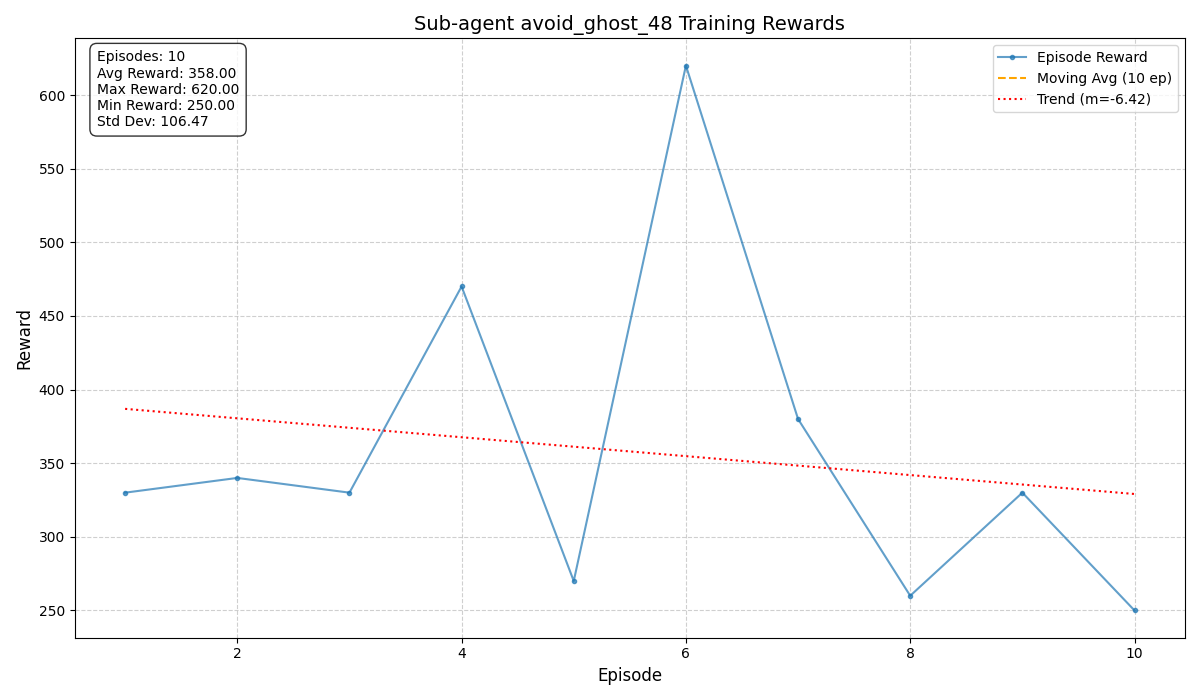 Sub-agent avoid_ghost_48 Training Rewards
Episodes: 10
Avg Reward: 358.00
Max Reward: 620.00
Min Reward: 250.00
Std Dev: 106.47
Episode Reward
Moving Avg (10 ep)
Trend (m=-6.42)
Reward
600
550
500
450
400
350
300
250
2
4
6
8
10
Episode